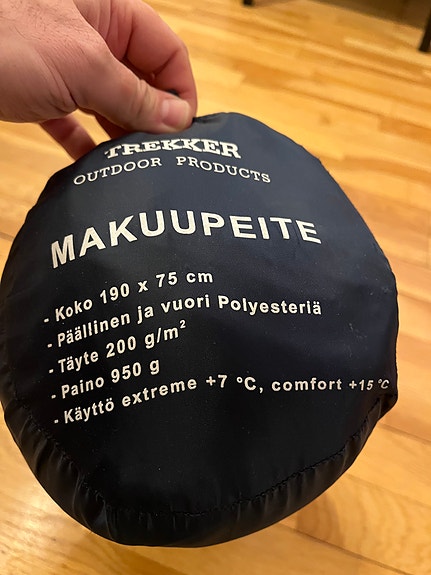 TREKKER
OUTDOOR PRODUCTS
MAKUUPEITE
- Koko 190 x 75 cm
- Päällinen ja vuori Polyesteriä
- Täyte 200 g/m²
- Paino 950 g
- Käyttö extreme +7 °C, comfort +15 °C